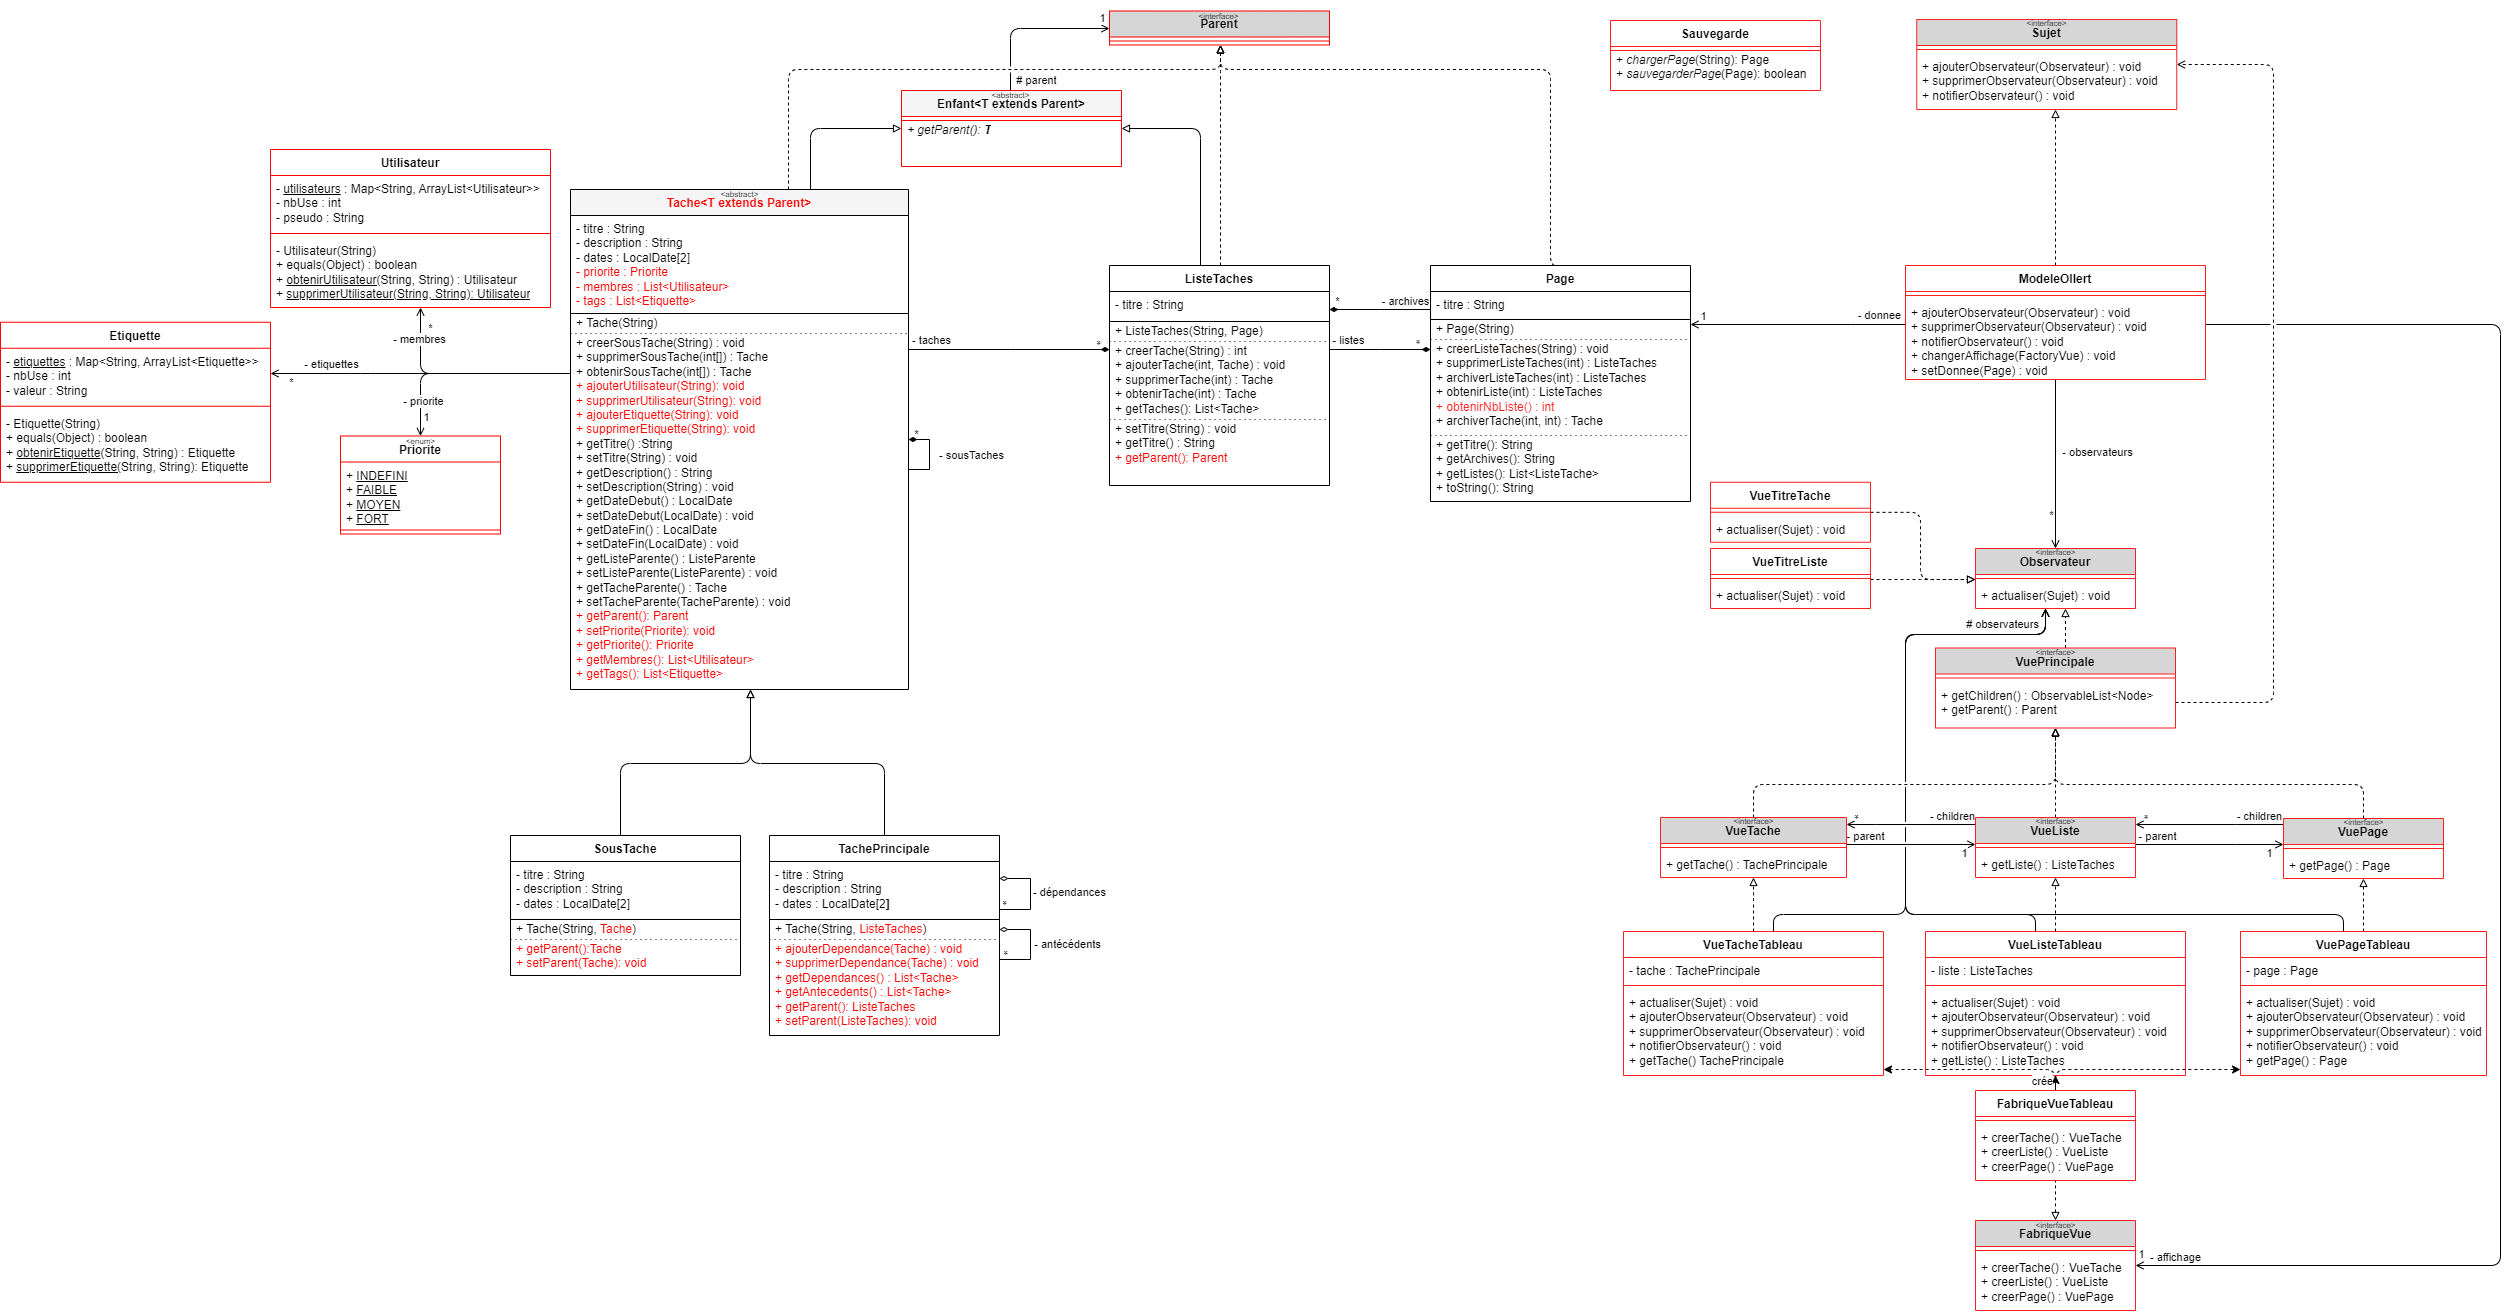 <interface>
Parent
1
# parent
<abstract>
Enfant<T extends Parent>
+ getParent(): T
Sauvegarde
+ chargerPage(String): Page
+ sauvegarderPage(Page): boolean
<interface>
Sujet
+ ajouterObservateur(Observateur) : void
+ supprimerObservateur(Observateur) : void
+ notifierObservateur() : void
Utilisateur
- utilisateurs : Map<String, ArrayList<Utilisateur>>
- nbUse : int
- pseudo : String
- Utilisateur(String)
+ equals(Object) : boolean
+ obtenirUtilisateur(String, String) : Utilisateur
+ supprimerUtilisateur(String, String): Utilisateur
Etiquette
- etiquettes : Map<String, ArrayList<Etiquette>>
- nbUse : int
- valeur : String
- Etiquette(String)
+ equals(Object) : boolean
+ obtenirEtiquette(String, String) : Etiquette
+ supprimerEtiquette(String, String): Etiquette
*
- membres
- etiquettes
*
- priorite
1
<enum>
Priorite
+ INDEFINI
+ FAIBLE
+ MOYEN
+ FORT
<abstract>
Tache<T extends Parent>
- titre : String
- description : String
- dates : LocalDate[2]
- priorite : Priorite
- membres : List<Utilisateur>
- tags : List<Etiquette>
+ Tache(String)
+ creerSousTache(String) : void
+ supprimerSousTache(int[]) : Tache
+ obtenirSousTache(int[]) : Tache
+ ajouterUtilisateur(String): void
+ supprimerUtilisateur(String): void
+ ajouterEtiquette(String): void
+ supprimerEtiquette(String): void
+ getTitre() :String
+ setTitre(String) : void
+ getDescription() : String
+ setDescription(String) : void
+ getDateDebut() : LocalDate
+ setDateDebut(LocalDate) : void
+ getDateFin() : LocalDate
+ setDateFin(LocalDate) : void
+ getListeParente() : ListeParente
+ setListeParente(ListeParente) : void
+ getTacheParente() : Tache
+ setTacheParente(TacheParente) : void
+ getParent(): Parent
+ setPriorite(Priorite): void
+ getPriorite(): Priorite
+ getMembres(): List<Utilisateur>
+ getTags(): List<Etiquette>
- taches
*
*
- sousTaches
ListeTaches
- titre : String
+ ListeTaches(String, Page)
+ creerTache(String) : int
+ ajouterTache(int, Tache) : void
+ supprimerTache(int) : Tache
+ obtenirTache(int) : Tache
+ getTaches(): List<Tache>
+ setTitre(String) : void
+ getTitre() : String
+ getParent(): Parent
*
- archives
- listes
*
Page
- titre : String
+ Page(String)
+ creerListeTaches(String) : void
+ supprimerListeTaches(int) : ListeTaches
+ archiverListeTaches(int) : ListeTaches
+ obtenirListe(int) : ListeTaches
+ obtenirNbListe() : int
+ archiverTache(int, int) : Tache
+ getTitre(): String
+ getArchives(): String
+ getListes(): List<ListeTache>
+ toString(): String
1
- donnee
ModeleOllert
+ ajouterObservateur(Observateur) : void
+ supprimerObservateur(Observateur) : void
+ notifierObservateur() : void
+ changerAffichage(FactoryVue) : void
+ setDonnee(Page) : void
- observateurs
*
VueTitreTache
+ actualiser(Sujet) : void
VueTitreListe
+ actualiser(Sujet) : void
<interface>
Observateur
+ actualiser(Sujet) : void
# observateurs
<interface>
VuePrincipale
+ getChildren() : ObservableList<Node>
+ getParent() : Parent
SousTache
- titre : String
- description : String
- dates : LocalDate[2]
+ Tache(String, Tache)
+ getParent():Tache
+ setParent(Tache): void
TachePrincipale
- titre : String
- description : String
- dates : LocalDate[2]
+ Tache(String, ListeTaches)
+ ajouterDependance(Tache) : void
+ supprimerDependance(Tache) : void
+ getDependances() : List<Tache>
+ getAntecedents() : List<Tache>
+ getParent(): ListeTaches
+ setParent(ListeTaches): void
- dépendances
*
- antécédents
*
<interface>
VueTache
+ getTache() : TachePrincipale
*
- children
- parent
1
<interface>
VueListe
+ getListe() : ListeTaches
*
- children
- parent
1
<interface>
VuePage
+ getPage() : Page
VueTacheTableau
- tache : TachePrincipale
+ actualiser(Sujet) : void
+ ajouterObservateur(Observateur) : void
+ supprimerObservateur(Observateur) : void
+ notifierObservateur() : void
+ getTache() TachePrincipale
VueListeTableau
- liste : ListeTaches
+ actualiser(Sujet) : void
+ ajouterObservateur(Observateur) : void
+ supprimerObservateur(Observateur) : void
+ notifierObservateur() : void
+ getListe() : ListeTaches
VuePageTableau
- page : Page
+ actualiser(Sujet) : void
+ ajouterObservateur(Observateur) : void
+ supprimerObservateur(Observateur) : void
+ notifierObservateur() : void
+ getPage() : Page
crée
FabriqueVueTableau
+ creerTache() : VueTache
+ creerListe() : VueListe
+ creerPage() : VuePage
<interface>
FabriqueVue
+ creerTache() : VueTache
+ creerListe() : VueListe
+ creerPage() : VuePage
1
- affichage